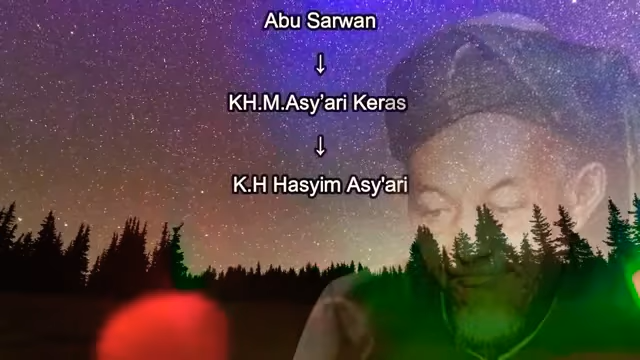 Abu Sarwan
↓
KH.M.Asy'ari Keras
↓
K.H Hasyim Asy'ari